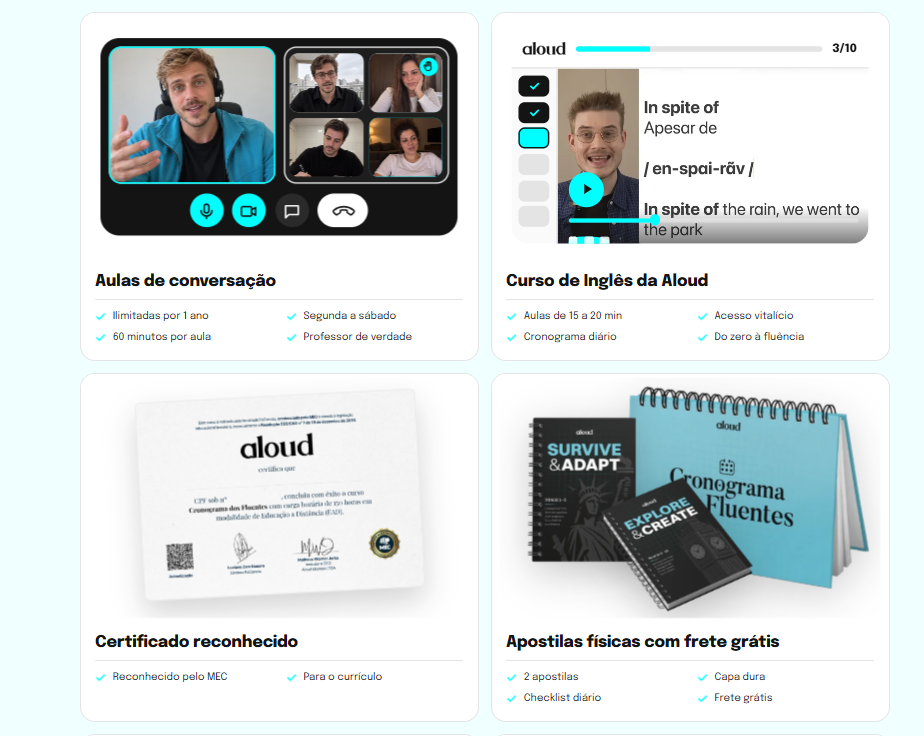 aloud
3/10
In spite of
Apesar de
/ en-spai-rãv /
In spite of the rain, we went to
the park
Aulas de conversação
Ilimitadas por 1 ano
Segunda a sábado
60 minutos por aula
Professor de verdade
Curso de Inglês da Aloud
Aulas de 15 a 20 min
Acesso vitalício
Cronograma diário
Do zero à fluência
aloud
certifica que
CPF sob nº , concluiu com êxito o curso
Cronograma dos Fluentes com carga horária de 150 horas em
modalidade de Educação a Distância (EAD).
MEC
Certificado reconhecido
Reconhecido pelo MEC
Para o currículo
aloud
SURVIVE
&ADAPT
aloud
EXPLORE
&CREATE
aloud
Cronograma
Fluentes
Apostilas físicas com frete grátis
2 apostilas
Capa dura
Checklist diário
Frete grátis